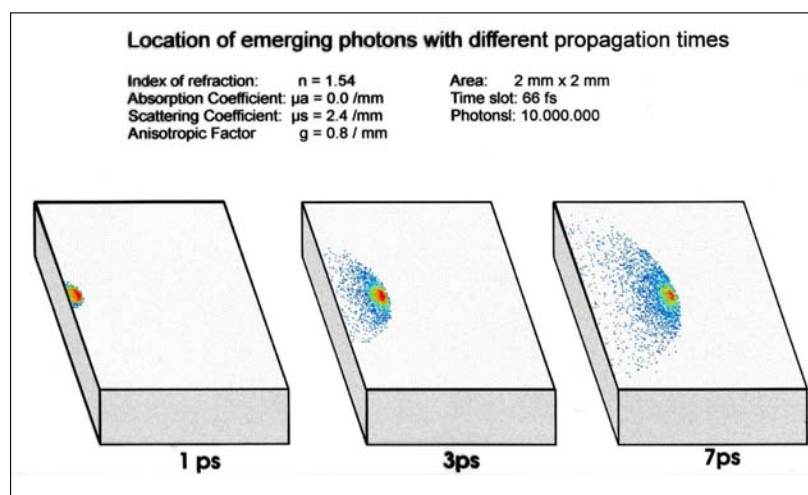 Location of emerging photons with different propagation times
Index of refraction: n = 1.54
Absorption Coefficient: μa = 0.0 /mm
Scattering Coefficient: μs = 2.4 /mm
Anisotropic Factor g = 0.8 / mm
Area: 2 mm x 2 mm
Time slot: 66 fs
Photonsl: 10.000.000
1 ps
3ps
7ps